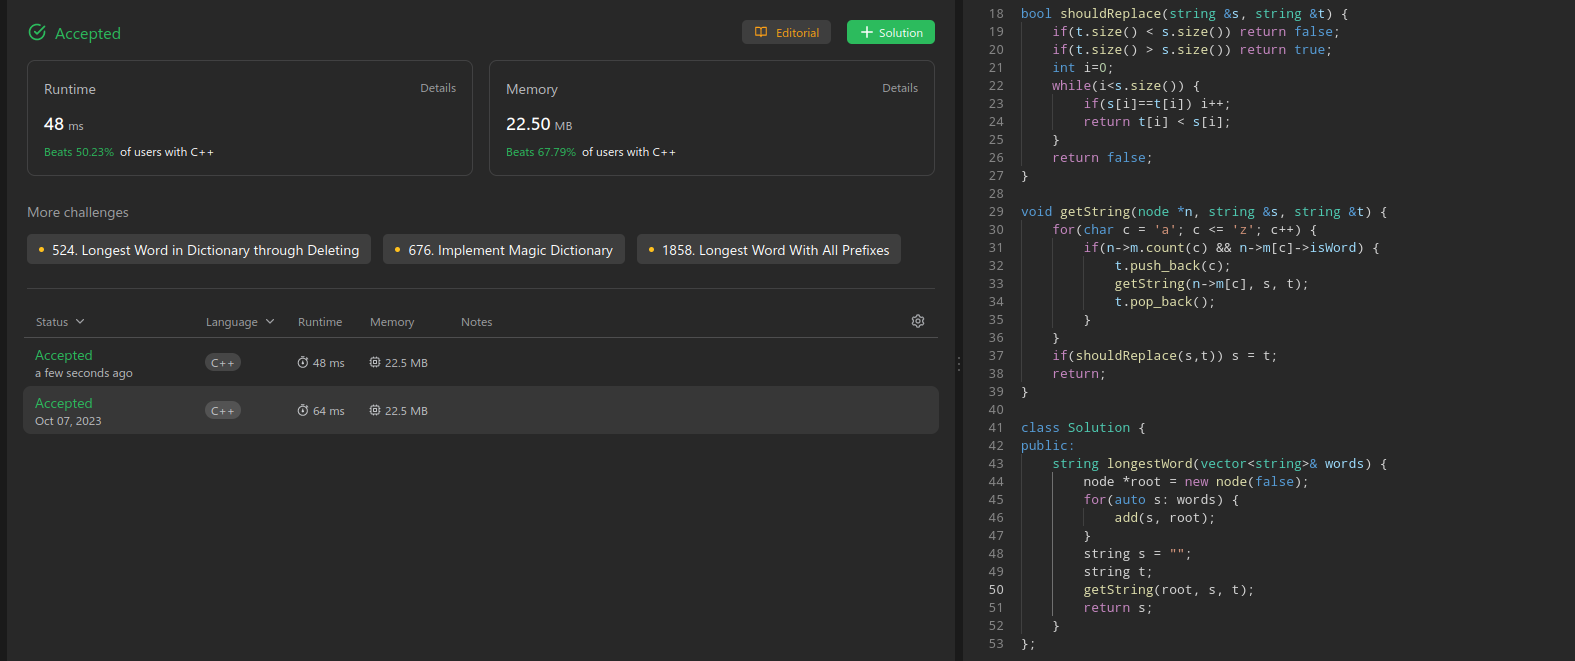 Accepted
Editorial
+ Solution
Runtime
Details
48 ms
Beats 50.23% of users with C++
Memory
Details
22.50 MB
Beats 67.79% of users with C++
More challenges
524. Longest Word in Dictionary through Deleting
676. Implement Magic Dictionary
1858. Longest Word With All Prefixes
Status Language Runtime Memory Notes
Accepted
a few seconds ago
C++ 48 ms 22.5 MB
Accepted
Oct 07, 2023
C++ 64 ms 22.5 MB
18 bool shouldReplace(string &s, string &t) {
19     if(t.size() < s.size()) return false;
20     if(t.size() > s.size()) return true;
21     int i=0;
22     while(i<s.size()) {
23         if(s[i]==t[i]) i++;
24         return t[i] < s[i];
25     }
26     return false;
27 }
28
29 void getString(node *n, string &s, string &t) {
30     for(char c = 'a'; c <= 'z'; c++) {
31         if(n->m.count(c) && n->m[c]->isWord) {
32             t.push_back(c);
33             getString(n->m[c], s, t);
34             t.pop_back();
35         }
36     }
37     if(shouldReplace(s,t)) s = t;
38     return;
39 }
40
41 class Solution {
42 public:
43     string longestWord(vector<string>& words) {
44         node *root = new node(false);
45         for(auto s: words) {
46             add(s, root);
47         }
48         string s = "";
49         string t;
50         getString(root, s, t);
51         return s;
52     }
53 };